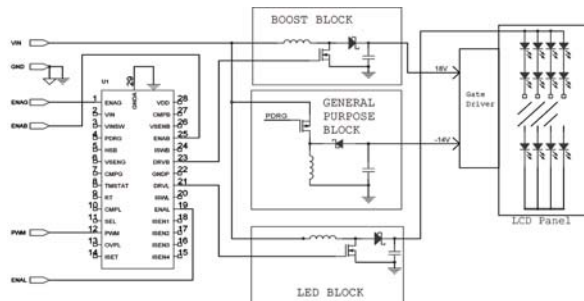 BOOST BLOCK
VIN
GND
ENAG
ENAB
PWM
ENAL
U1
29
GNDA
1 ENAG VDD 28
2 VIN CMPB 27
3 VINSW VSENB 26
4 PDRG ENAB 25
5 HSB ISWB 24
6 VSENG DRVB 23
7 CMPG GNDP 22
8 TMSTAT DRVL 21
9 RT ISWL 20
10 CMPL ENAL 19
11 SEL ISEN1 18
12 PWM ISEN2 17
13 OVPL ISEN3 16
14 ISET ISEN4 15
GENERAL
PURPOSE
BLOCK
PDRG
LED BLOCK
18V
-14V
Gate
Driver
LCD Panel